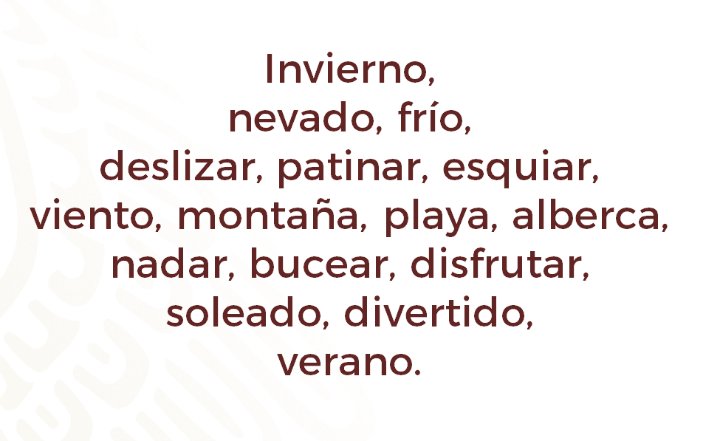 Invierno,
nevado, frío,
deslizar, patinar, esquiar,
viento, montaña, playa, alberca,
nadar, bucear, disfrutar,
soleado, divertido,
verano.